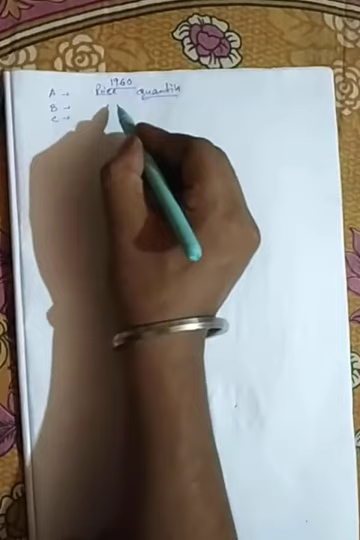 1960
A → Price quantity
B →
C →